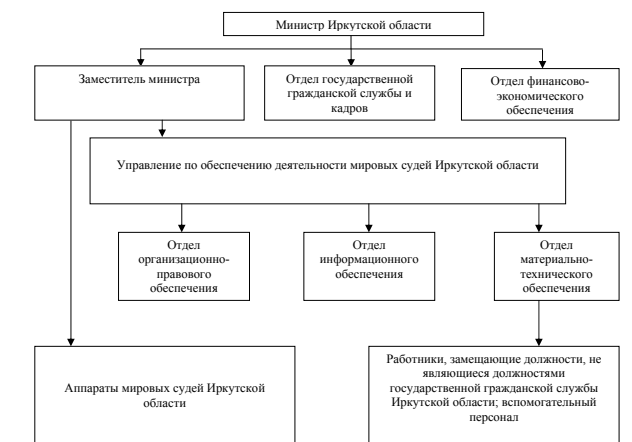 Министр Иркутской области
Заместитель министра
Отдел государственной
гражданской службы и
кадров
Отдел финансово-
экономического
обеспечения
Управление по обеспечению деятельности мировых судей Иркутской области
Отдел
организационно-
правового
обеспечения
Отдел
информационного
обеспечения
Отдел
материально-
технического
обеспечения
Аппараты мировых судей Иркутской
области
Работники, замещающие должности, не
являющиеся должностями
государственной гражданской службы
Иркутской области; вспомогательный
персонал